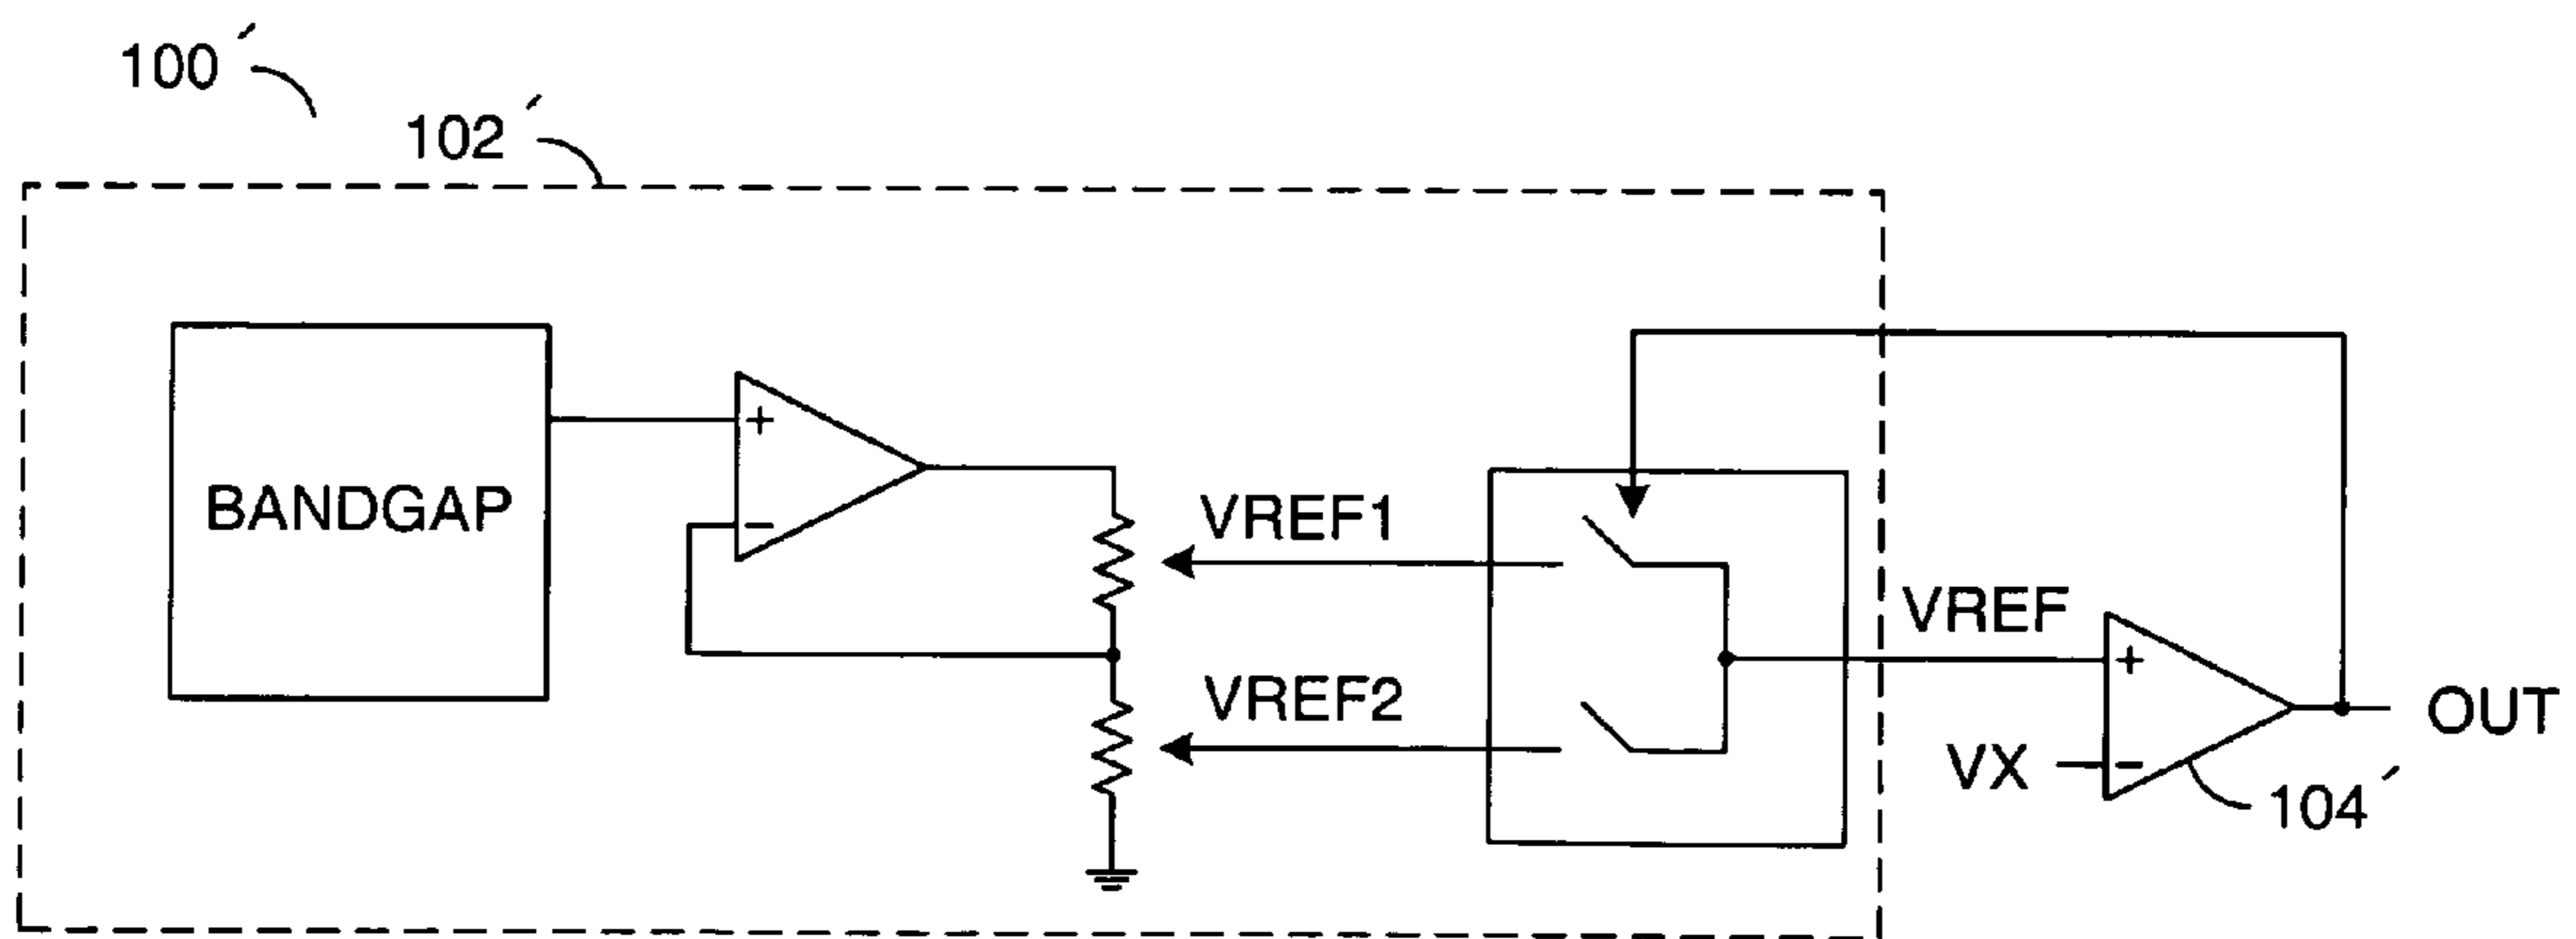 100′
102′
BANDGAP
+
−
VREF1
VREF2
VREF
+
VX
−
OUT
104′